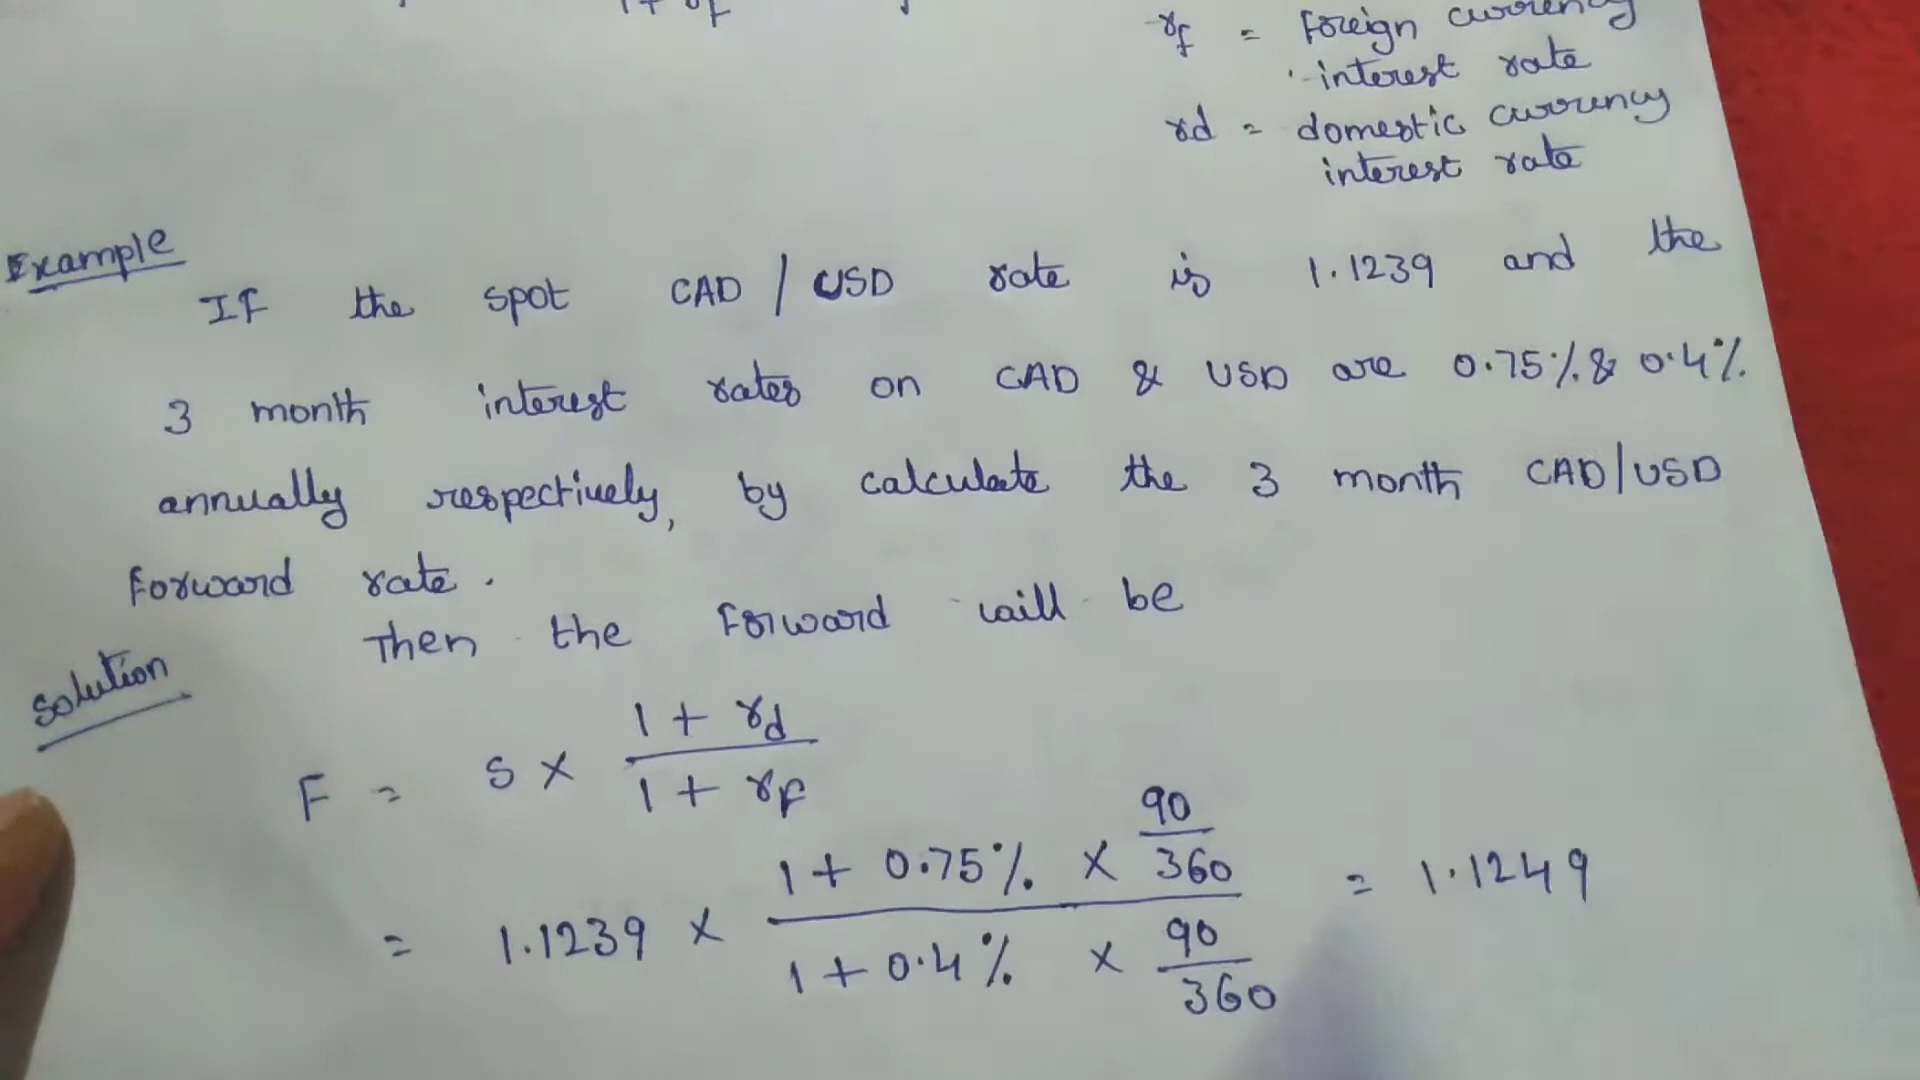 rf = Foreign currency
interest rate
rd = domestic currency
interest rate
Example
If the spot CAD / USD rate is 1.1239 and the
3 month interest rates on CAD & USD are 0.75% & 0.4%
annually respectively, by calculate the 3 month CAD/USD
Forward rate.
Solution
Then the Forward will be
F = S × (1 + rd) / (1 + rf)
= 1.1239 × (1 + 0.75% × 90/360) / (1 + 0.4% × 90/360) = 1.1249